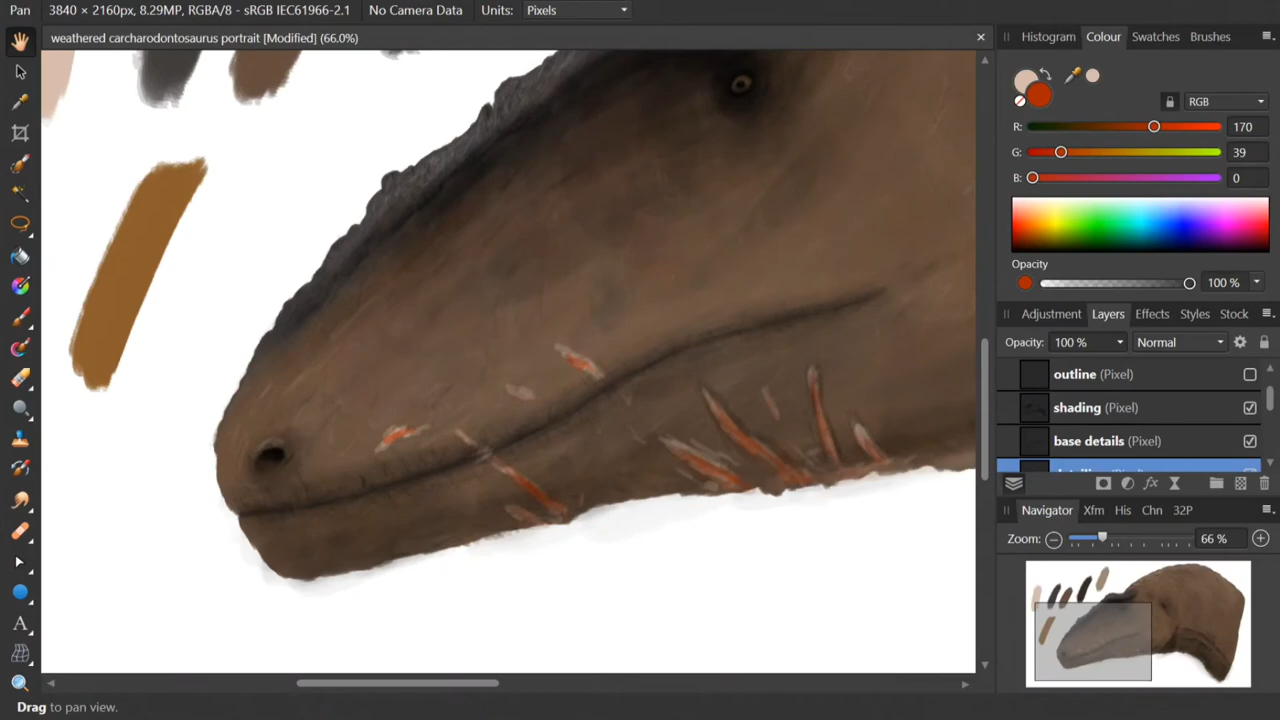 Pan 3840 × 2160px, 8.29MP, RGBA/8 - sRGB IEC61966-2.1 No Camera Data Units: Pixels
weathered carcharodontosaurus portrait [Modified] (66.0%)
Histogram Colour Swatches Brushes
RGB
R: 170
G: 39
B: 0
Opacity
100 %
Adjustment Layers Effects Styles Stock
Opacity: 100 % Normal
outline (Pixel)
shading (Pixel)
base details (Pixel)
Navigator Xfm His Chn 32P
Zoom: 66 %
Drag to pan view.